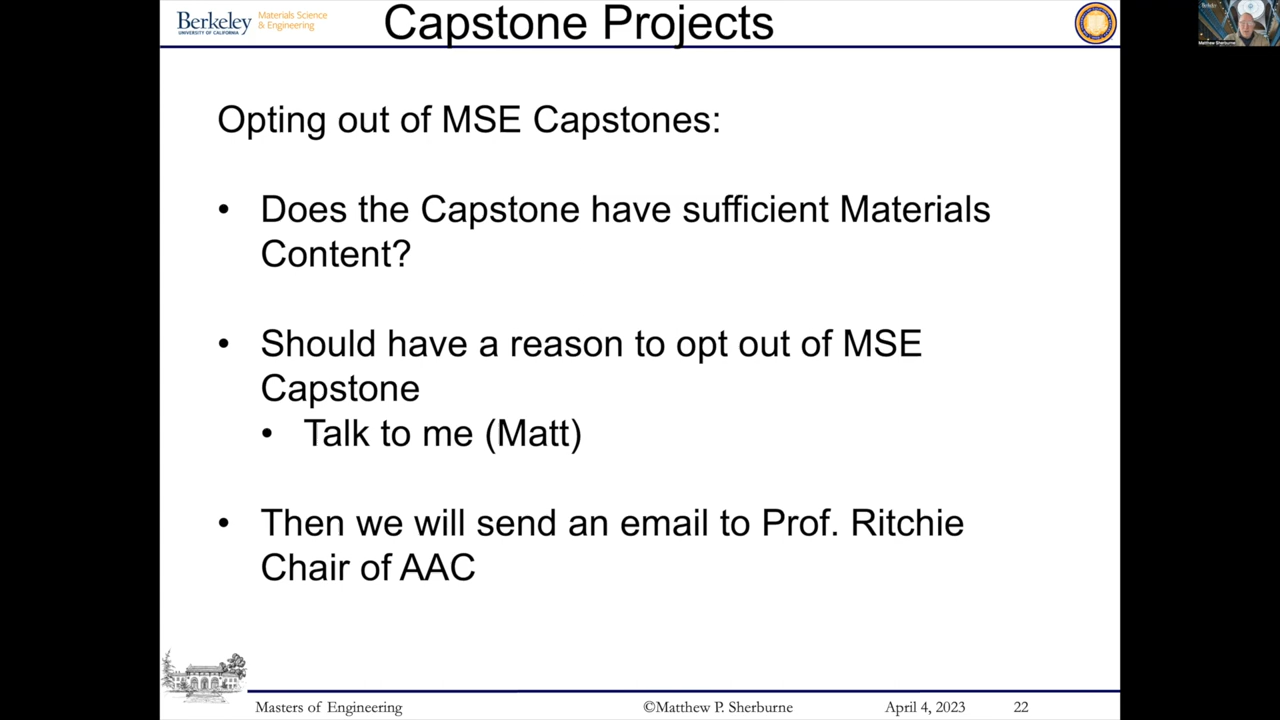 Berkeley
UNIVERSITY OF CALIFORNIA
Materials Science
& Engineering
Capstone Projects
Matthew Sherburne
Opting out of MSE Capstones:
• Does the Capstone have sufficient Materials
Content?
• Should have a reason to opt out of MSE
Capstone
• Talk to me (Matt)
• Then we will send an email to Prof. Ritchie
Chair of AAC
Masters of Engineering
©Matthew P. Sherburne
April 4, 2023
22